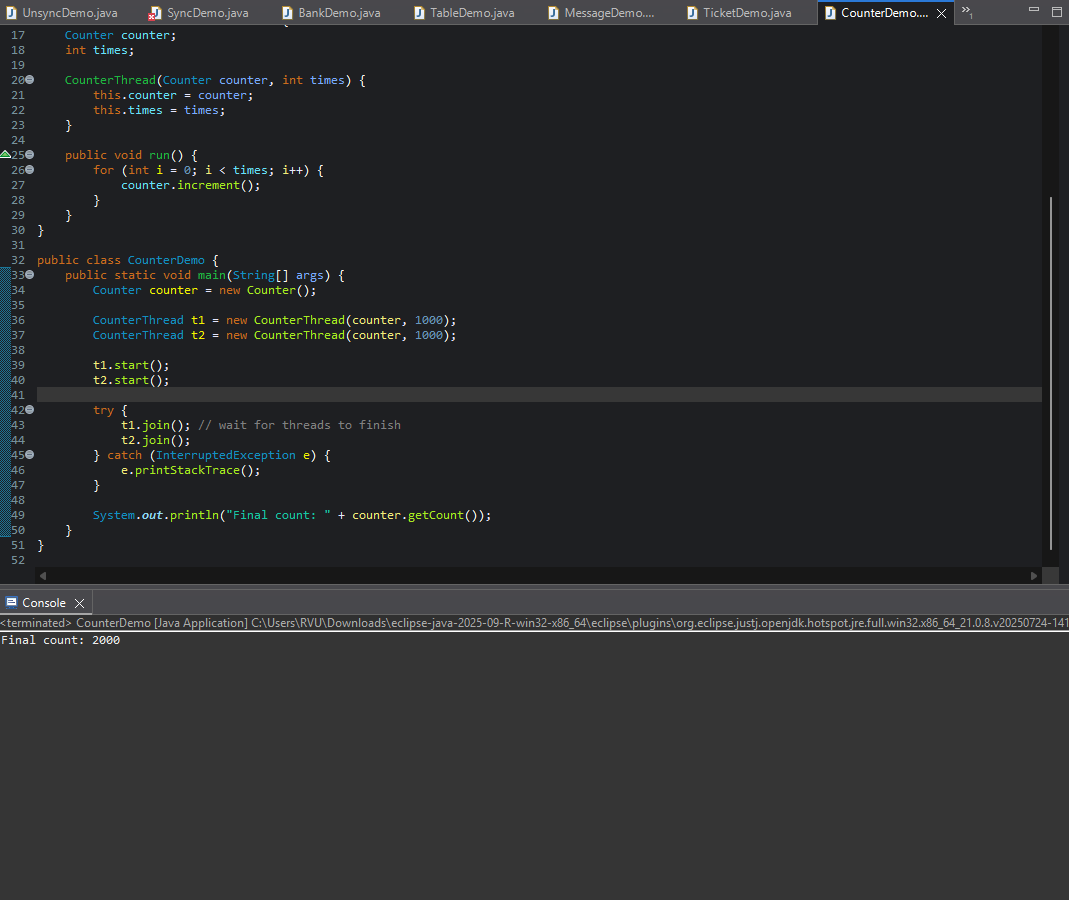 UnsyncDemo.java SyncDemo.java BankDemo.java TableDemo.java MessageDemo.... TicketDemo.java CounterDemo.... »1
17 Counter counter;
18 int times;
19
20 CounterThread(Counter counter, int times) {
21 this.counter = counter;
22 this.times = times;
23 }
24
25 public void run() {
26 for (int i = 0; i < times; i++) {
27 counter.increment();
28 }
29 }
30 }
31
32 public class CounterDemo {
33 public static void main(String[] args) {
34 Counter counter = new Counter();
35
36 CounterThread t1 = new CounterThread(counter, 1000);
37 CounterThread t2 = new CounterThread(counter, 1000);
38
39 t1.start();
40 t2.start();
41
42 try {
43 t1.join(); // wait for threads to finish
44 t2.join();
45 } catch (InterruptedException e) {
46 e.printStackTrace();
47 }
48
49 System.out.println("Final count: " + counter.getCount());
50 }
51 }
52
Console
<terminated> CounterDemo [Java Application] C:\Users\RVU\Downloads\eclipse-java-2025-09-R-win32-x86_64\eclipse\plugins\org.eclipse.justj.openjdk.hotspot.jre.full.win32.x86_64_21.0.8.v20250724-141
Final count: 2000